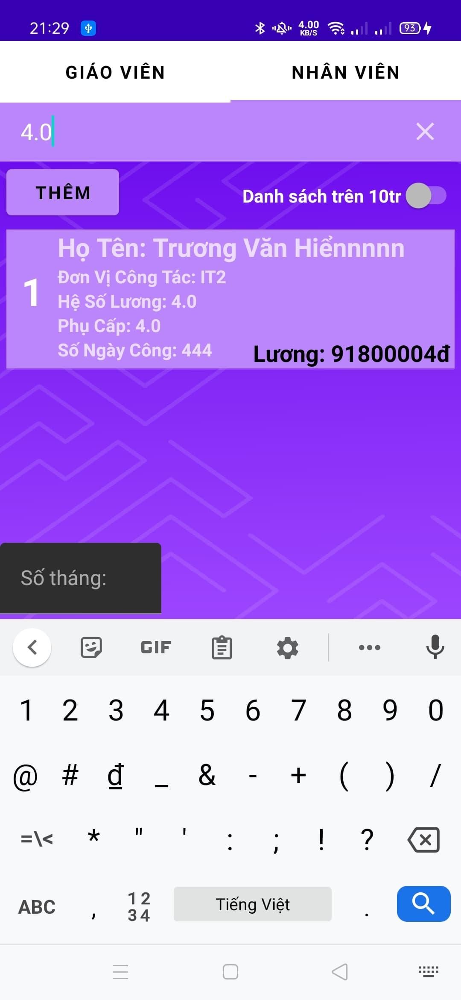 21:29 4.00 KB/S 93
GIÁO VIÊN NHÂN VIÊN
4.0
THÊM Danh sách trên 10tr
Họ Tên: Trương Văn Hiểnnnnn
1
Đơn Vị Công Tác: IT2
Hệ Số Lương: 4.0
Phụ Cấp: 4.0
Số Ngày Công: 444 Lương: 91800004đ
Số tháng:
GIF
1 2 3 4 5 6 7 8 9 0
@ # ₫ _ & - + ( ) /
=\< * " ' : ; ! ?
ABC , 12 34 Tiếng Việt .